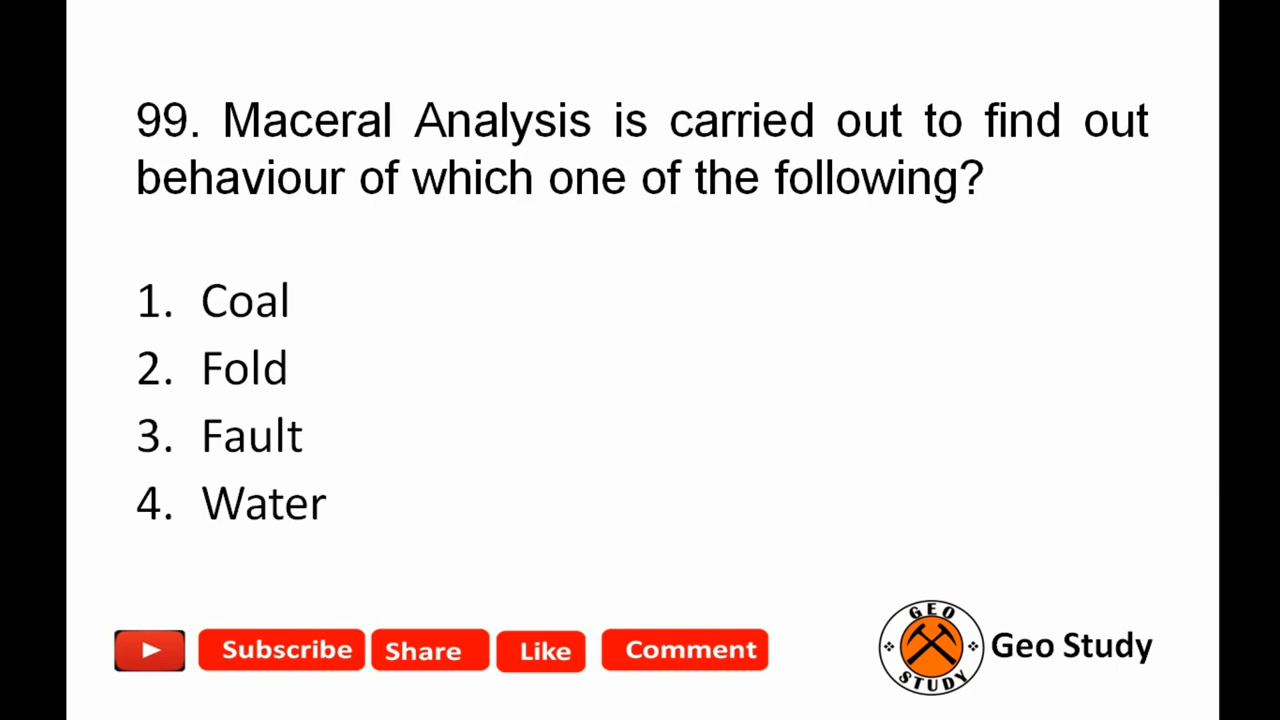 99. Maceral Analysis is carried out to find out
behaviour of which one of the following?
1. Coal
2. Fold
3. Fault
4. Water
Subscribe Share Like Comment
GEO STUDY
Geo Study